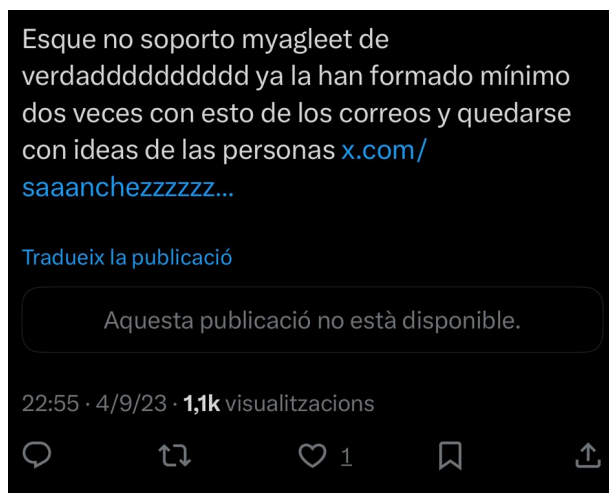 Esque no soporto myagleet de
verdadddddddddd ya la han formado mínimo
dos veces con esto de los correos y quedarse
con ideas de las personas x.com/
saaanchezzzzzz...
Tradueix la publicació
Aquesta publicació no està disponible.
22:55 · 4/9/23 · 1,1k visualitzacions
1